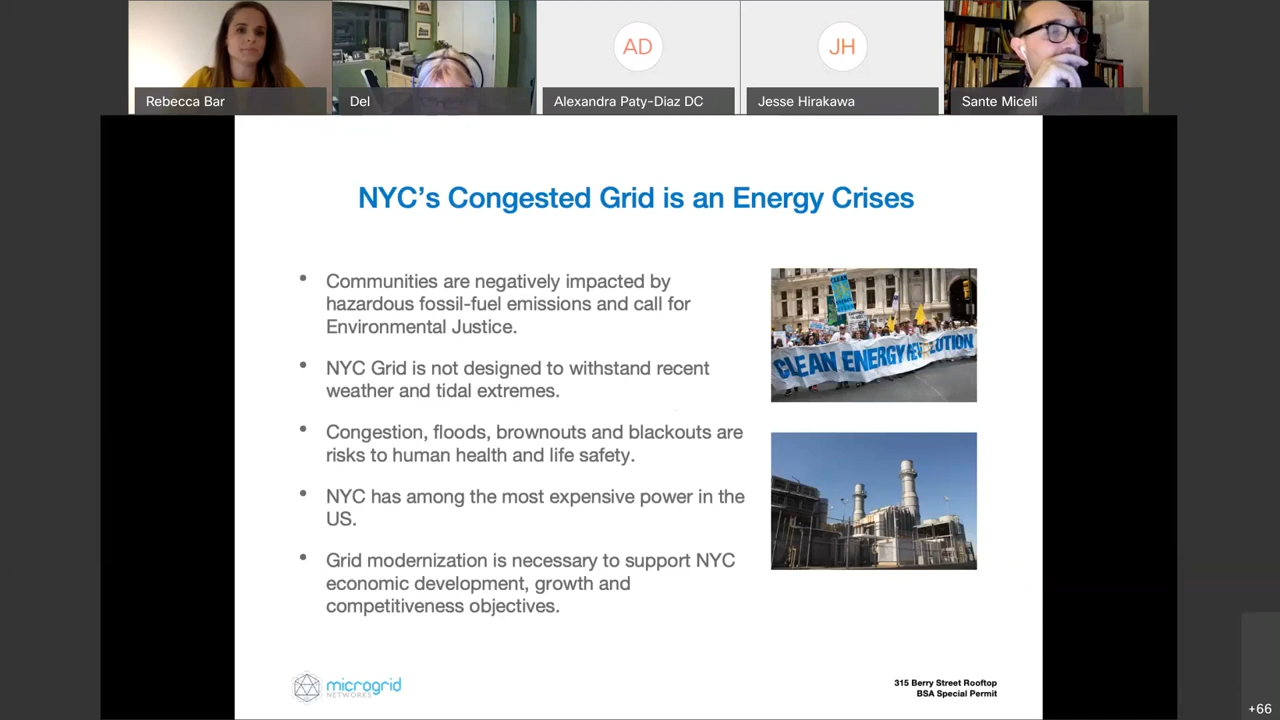 AD
JH
Rebecca Bar
Del
Alexandra Paty-Diaz DC
Jesse Hirakawa
Sante Miceli
NYC's Congested Grid is an Energy Crises
• Communities are negatively impacted by
hazardous fossil-fuel emissions and call for
Environmental Justice.
• NYC Grid is not designed to withstand recent
weather and tidal extremes.
• Congestion, floods, brownouts and blackouts are
risks to human health and life safety.
• NYC has among the most expensive power in the
US.
• Grid modernization is necessary to support NYC
economic development, growth and
competitiveness objectives.
CLEAN
CLEAN ENERGY REVOLUTION
microgrid
NETWORKS
315 Berry Street Rooftop
BSA Special Permit
+66